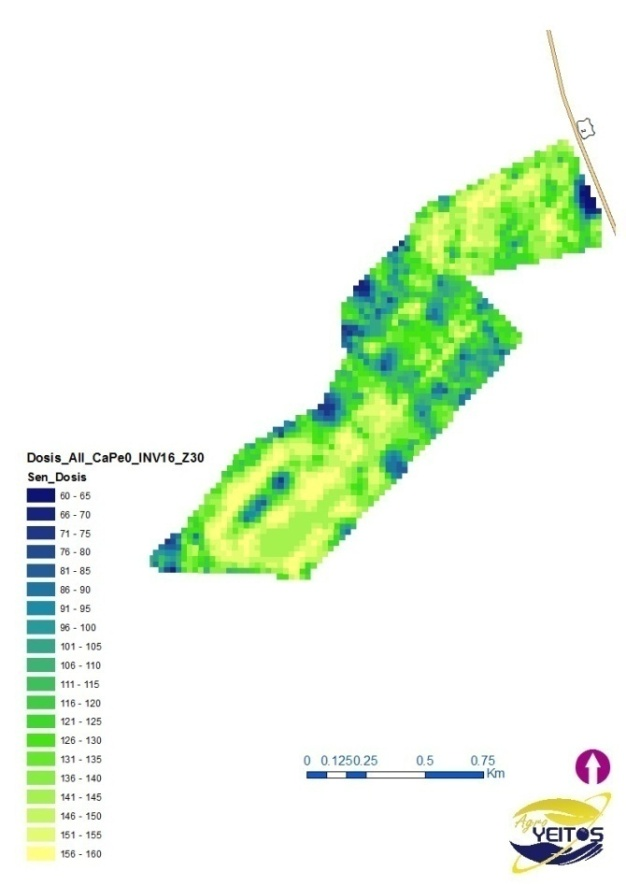 Dosis_All_CaPe0_INV16_Z30
Sen_Dosis
60 - 65
66 - 70
71 - 75
76 - 80
81 - 85
86 - 90
91 - 95
96 - 100
101 - 105
106 - 110
111 - 115
116 - 120
121 - 125
126 - 130
131 - 135
136 - 140
141 - 145
146 - 150
151 - 155
156 - 160
0 0.1250.25 0.5 0.75
Km
Agro
YEITOS